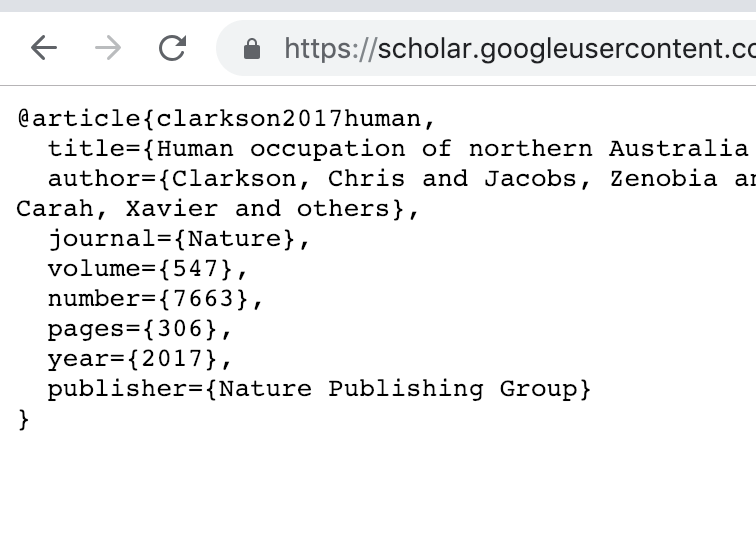 https://scholar.googleusercontent.co
@article{clarkson2017human,
title={Human occupation of northern Australia
author={Clarkson, Chris and Jacobs, Zenobia
Carah, Xavier and others},
journal={Nature},
volume={547},
number={7663},
pages={306},
year={2017},
publisher={Nature Publishing Group}
}